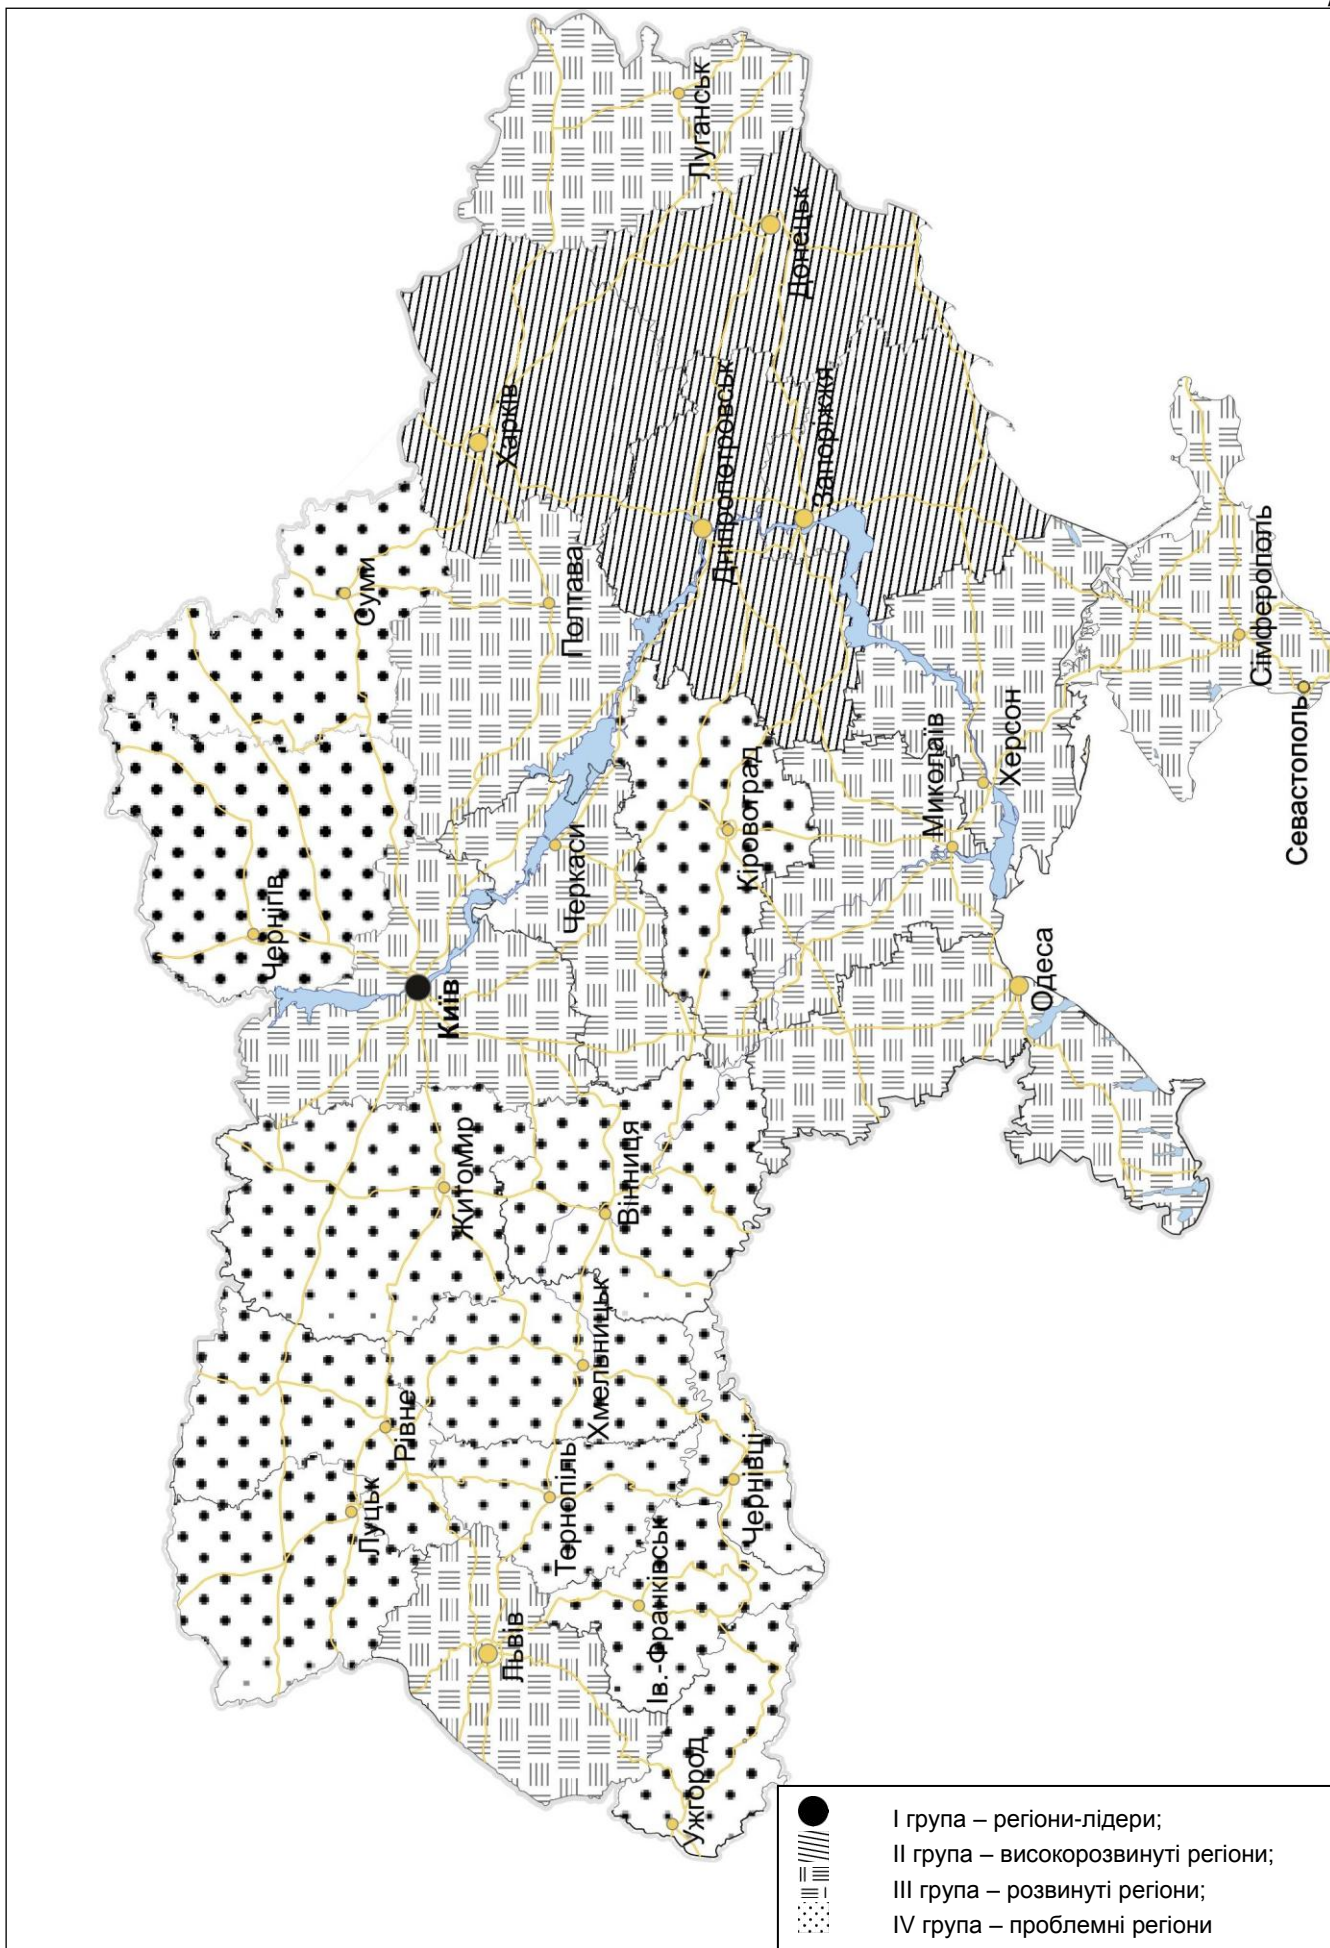 Луганськ
Донецьк
Харків
Дніпропотровськ
Запоріжжя
Суми
Полтава
Сімферополь
Севастополь
Херсон
Миколаїв
Кіровоград
Черкаси
Чернігів
Київ
Одеса
Житомир
Вінниця
Хмельницьк
Рівне
Луцьк
Торнопіль
Чернівці
Ів.-Франківськ
Львів
Ужгород
І група – регіони-лідери;
ІІ група – високорозвинуті регіони;
ІІІ група – розвинуті регіони;
IV група – проблемні регіони